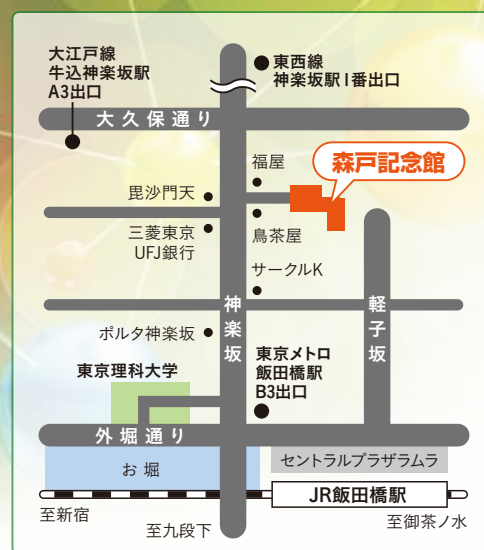 大江戸線
牛込神楽坂駅
A3出口
東西線
神楽坂駅1番出口
大久保通り
福屋
森戸記念館
毘沙門天
三菱東京
UFJ銀行
鳥茶屋
サークルK
神楽坂
軽子坂
ポルタ神楽坂
東京メトロ
飯田橋駅
B3出口
東京理科大学
外堀通り
お堀
セントラルプラザラムラ
JR飯田橋駅
至新宿
至九段下
至御茶ノ水